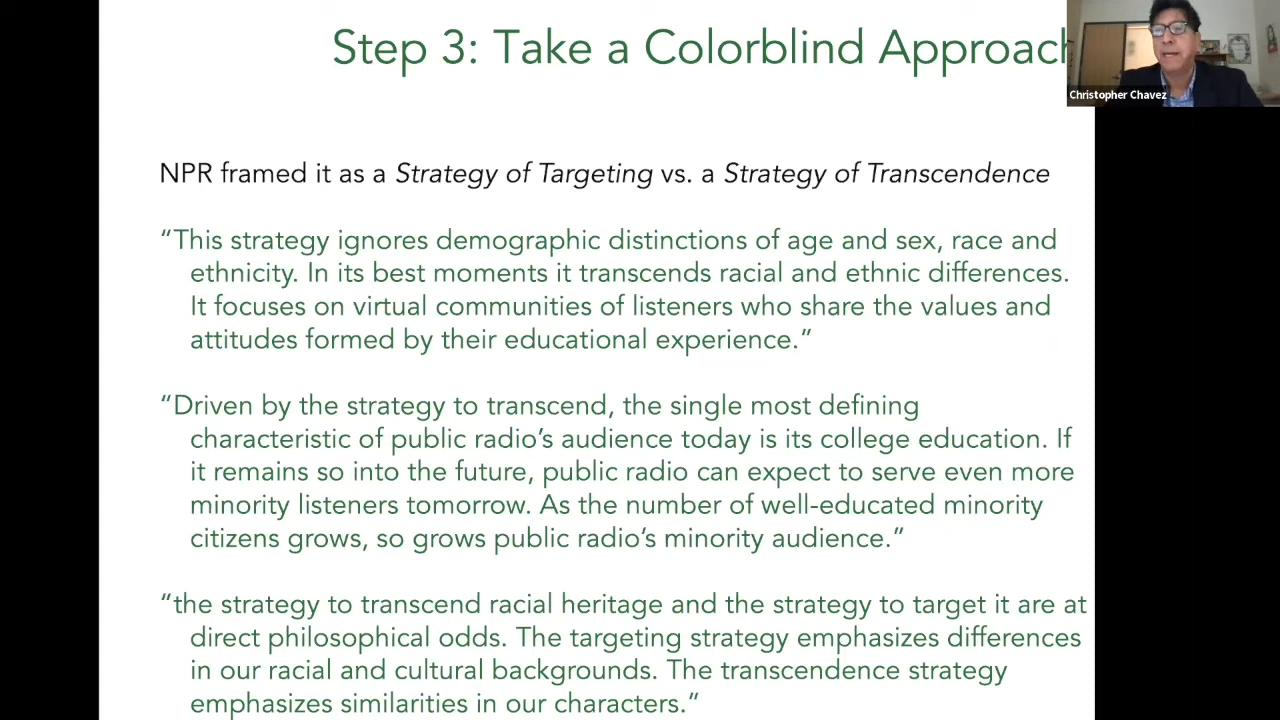 Step 3: Take a Colorblind Approach
Christopher Chavez
NPR framed it as a Strategy of Targeting vs. a Strategy of Transcendence
“This strategy ignores demographic distinctions of age and sex, race and
ethnicity. In its best moments it transcends racial and ethnic differences.
It focuses on virtual communities of listeners who share the values and
attitudes formed by their educational experience.”
“Driven by the strategy to transcend, the single most defining
characteristic of public radio’s audience today is its college education. If
it remains so into the future, public radio can expect to serve even more
minority listeners tomorrow. As the number of well-educated minority
citizens grows, so grows public radio’s minority audience.”
“the strategy to transcend racial heritage and the strategy to target it are at
direct philosophical odds. The targeting strategy emphasizes differences
in our racial and cultural backgrounds. The transcendence strategy
emphasizes similarities in our characters.”